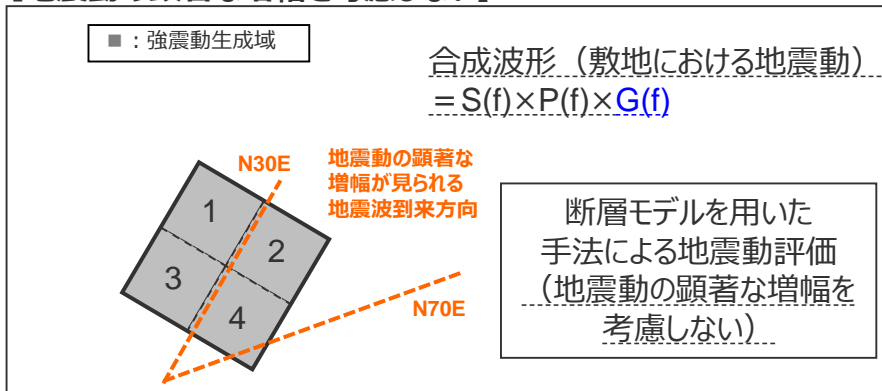 ■：強震動生成域
合成波形（敷地における地震動）
＝S(f)×P(f)×G(f)
N30E
地震動の顕著な
増幅が見られる
地震波到来方向
1
2
3
4
N70E
断層モデルを用いた
手法による地震動評価
（地震動の顕著な増幅を
考慮しない）